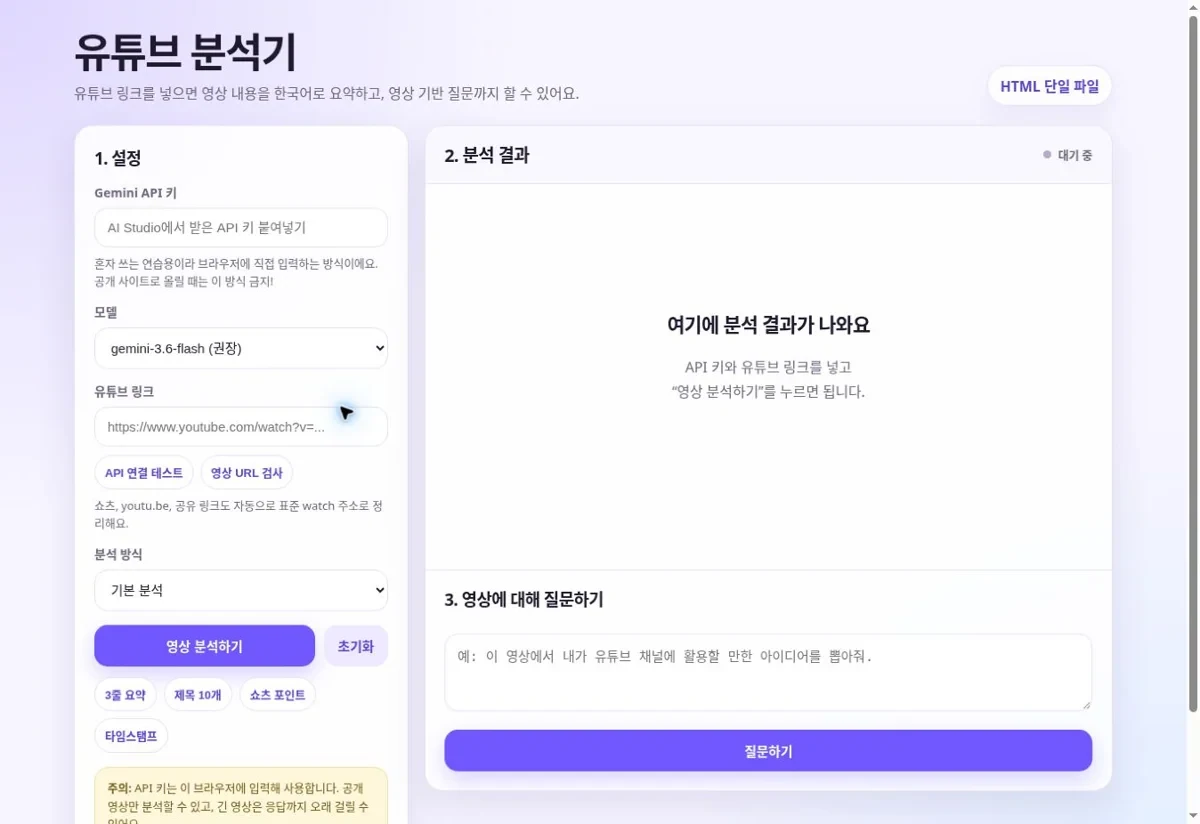 유튜브 분석기
유튜브 링크를 넣으면 영상 내용을 한국어로 요약하고, 영상 기반 질문까지 할 수 있어요.
HTML 단일 파일
1. 설정
Gemini API 키
AI Studio에서 받은 API 키 붙여넣기
혼자 쓰는 연습용이라 브라우저에 직접 입력하는 방식이에요.
공개 사이트로 올릴 때는 이 방식 금지!
모델
gemini-3.6-flash (권장)
유튜브 링크
https://www.youtube.com/watch?v=...
API 연결 테스트
영상 URL 검사
쇼츠, youtu.be, 공유 링크도 자동으로 표준 watch 주소로 정
리해요.
분석 방식
기본 분석
영상 분석하기
초기화
3줄 요약
제목 10개
쇼츠 포인트
타임스탬프
주의: API 키는 이 브라우저에 입력해 사용합니다. 공개
영상만 분석할 수 있고, 긴 영상은 응답까지 오래 걸릴 수
2. 분석 결과
대기 중
여기에 분석 결과가 나와요
API 키와 유튜브 링크를 넣고
“영상 분석하기”를 누르면 됩니다.
3. 영상에 대해 질문하기
예: 이 영상에서 내가 유튜브 채널에 활용할 만한 아이디어를 뽑아줘.
질문하기